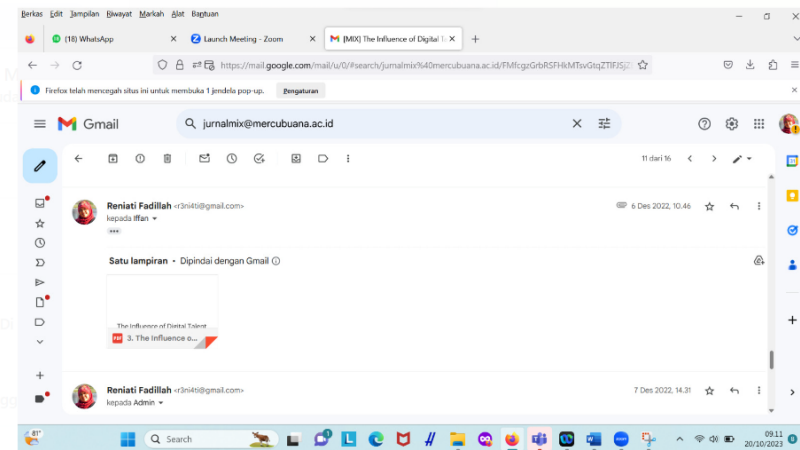 Berkas Edit Tampilan Riwayat Markah Alat Bantuan
(18) WhatsApp
Launch Meeting - Zoom
[MIX] The Influence of Digital Ta
https://mail.google.com/mail/u/0/#search/jurnalmix%40mercubuana.ac.id/
Firefox telah mencegah situs ini untuk membuka 1 jendela pop-up. Pengaturan
Gmail
jurnalmix@mercubuana.ac.id
11 dari 16
Reniati Fadillah <r3ni4ti@gmail.com>
6 Des 2022, 10.46
kepada Iffan
Satu lampiran • Dipindai dengan Gmail
The Influence of Digital Talent
PDF 3. The Influence o...
Reniati Fadillah <r3ni4ti@gmail.com>
7 Des 2022, 14.31
kepada Admin
81°
Search
09.11
20/10/2023